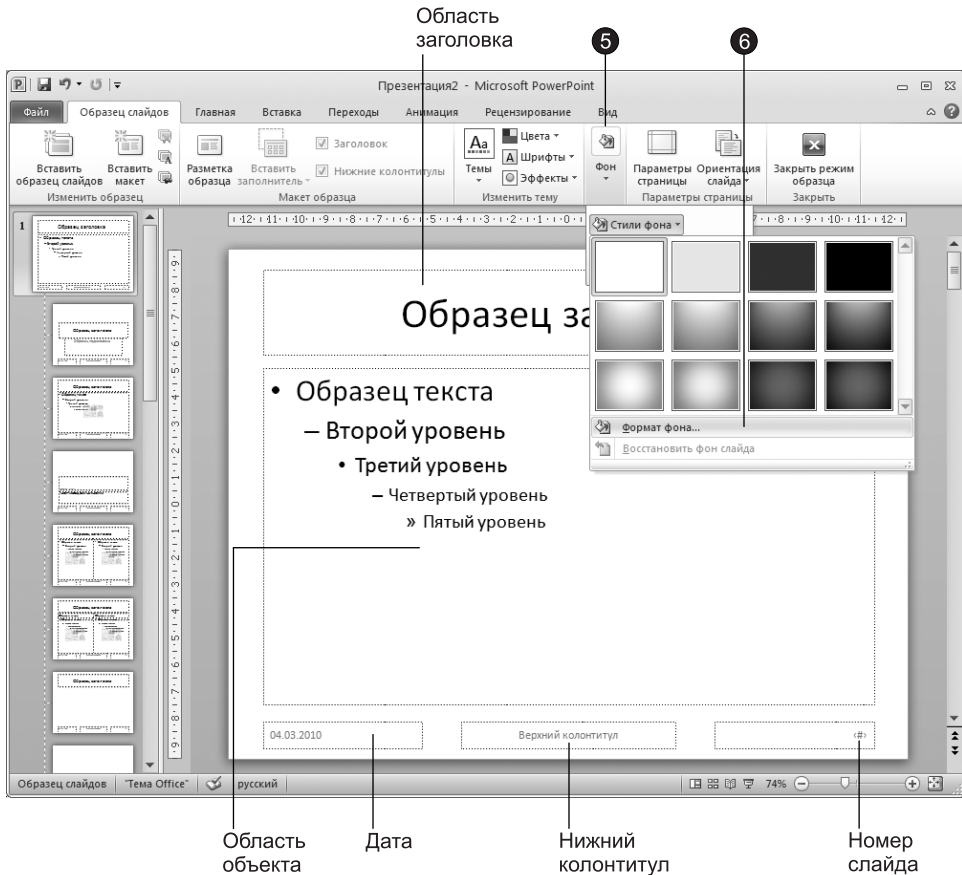 Область
заголовка
5
6
Презентация2 - Microsoft PowerPoint
Файл Образец слайдов Главная Вставка Переходы Анимация Рецензирование Вид
Вставить образец слайдов
Вставить макет
Изменить образец
Разметка образца
Вставить заполнитель
Заголовок
Нижние колонтитулы
Макет образца
Темы
Цвета
Шрифты
Эффекты
Изменить тему
Фон
Параметры страницы
Ориентация слайда
Параметры страницы
Закрыть режим образца
Закрыть
Стили фона
Формат фона...
Восстановить фон слайда
1
Образец за
• Образец текста
– Второй уровень
• Третий уровень
– Четвертый уровень
» Пятый уровень
04.03.2010
Верхний колонтитул
‹#›
Образец слайдов "Тема Office" русский 74%
Область
объекта
Дата
Нижний
колонтитул
Номер
слайда